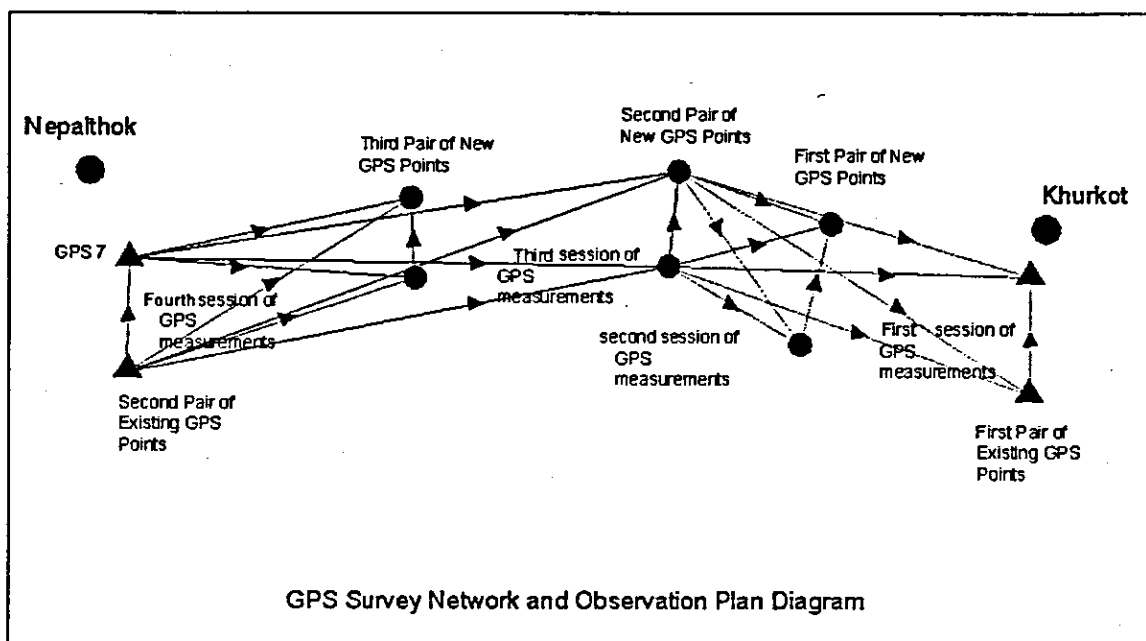 Nepalthok
Third Pair of New
GPS Points
Second Pair of
New GPS Points
First Pair of New
GPS Points
Khurkot
GPS 7
Third session of
GPS
measurements
Fourth session of
GPS
measurements
second session of
GPS
measurements
First session of
GPS
measurements
Second Pair of
Existing GPS
Points
First Pair of
Existing GPS
Points
GPS Survey Network and Observation Plan Diagram